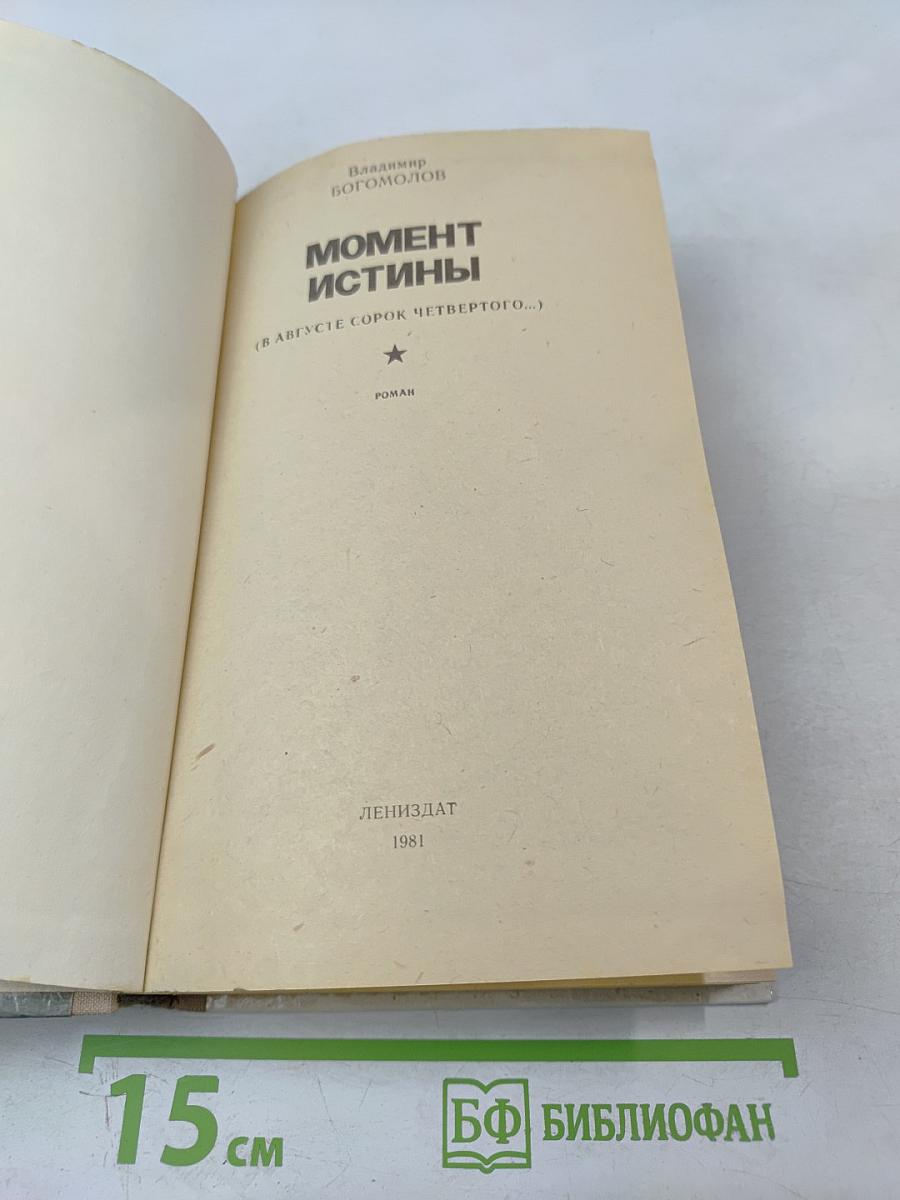 Владимир
БОГОМОЛОВ
МОМЕНТ
ИСТИНЫ
(В АВГУСТЕ СОРОК ЧЕТВЕРТОГО...)
РОМАН
ЛЕНИЗДАТ
1981
15 см
БФ БИБЛИОФАН